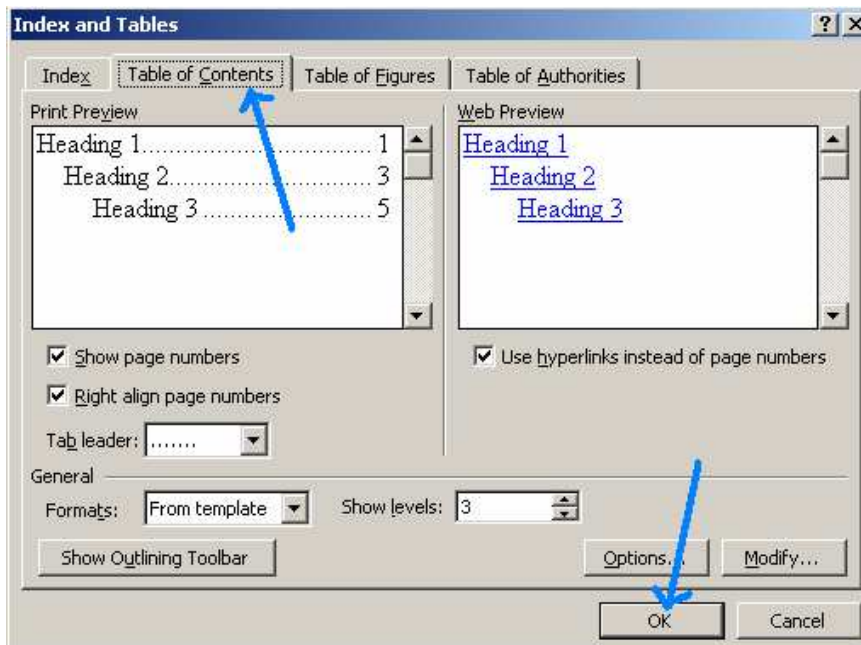 Index and Tables
Index Table of Contents Table of Figures Table of Authorities
Print Preview
Heading 1.................................. 1
Heading 2.............................. 3
Heading 3 ......................... 5
Web Preview
Heading 1
Heading 2
Heading 3
Show page numbers
Right align page numbers
Tab leader: .......
Use hyperlinks instead of page numbers
General
Formats: From template Show levels: 3
Show Outlining Toolbar Options... Modify...
OK Cancel